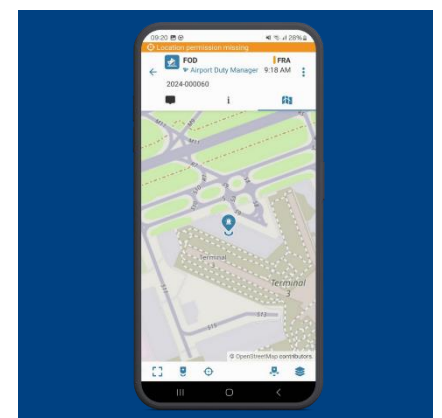 09:20 28%
Location permission missing
FOD FRA
Airport Duty Manager 9:18 AM
2024-000060
i
Terminal
3
Terminal
3
© OpenStreetMap contributors